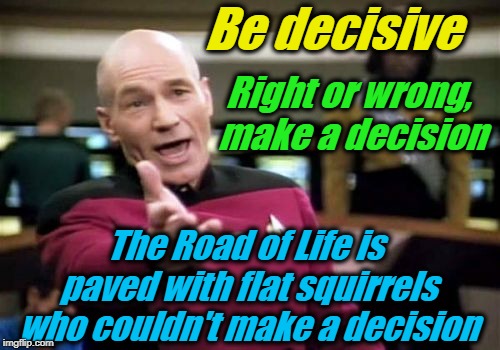 Be decisive
Right or wrong,
make a decision
The Road of Life is
paved with flat squirrels
who couldn't make a decision
imgflip.com